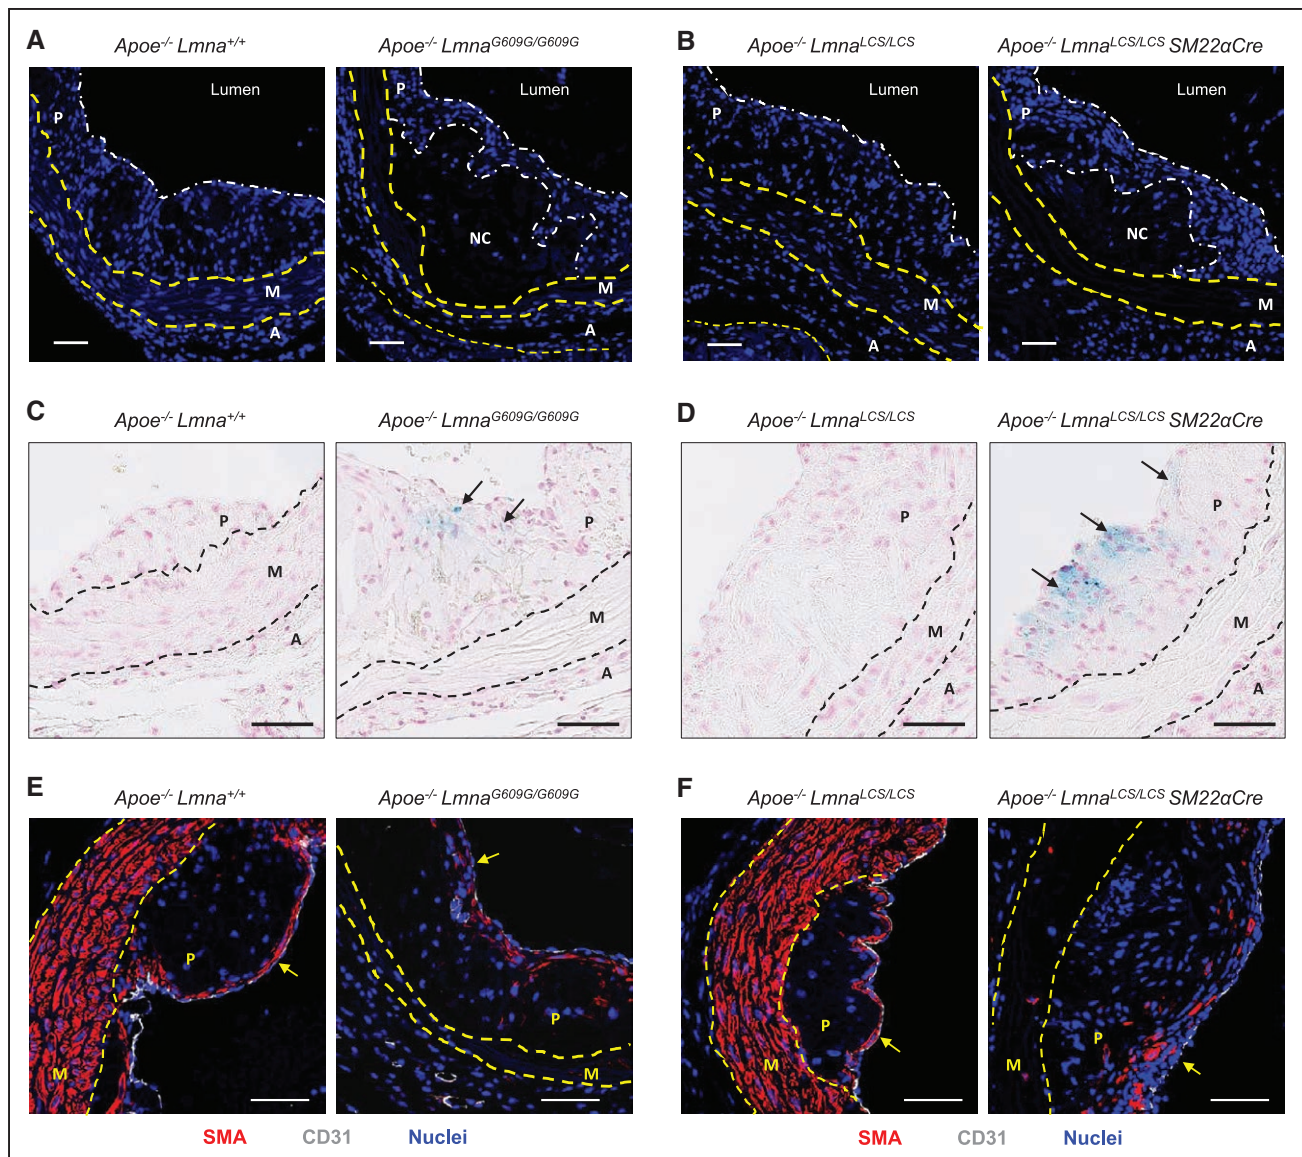 A
Apoe-/- Lmna+/+
Apoe-/- LmnaG609G/G609G
B
Apoe-/- LmnaLCS/LCS
Apoe-/- LmnaLCS/LCS SM22αCre
Lumen
P
M
A
Lumen
P
NC
M
A
Lumen
P
M
A
Lumen
P
NC
M
A
C
Apoe-/- Lmna+/+
Apoe-/- LmnaG609G/G609G
D
Apoe-/- LmnaLCS/LCS
Apoe-/- LmnaLCS/LCS SM22αCre
P
M
A
P
M
A
P
M
A
P
M
A
E
Apoe-/- Lmna+/+
Apoe-/- LmnaG609G/G609G
F
Apoe-/- LmnaLCS/LCS
Apoe-/- LmnaLCS/LCS SM22αCre
P
M
P
M
P
M
P
M
SMA CD31 Nuclei
SMA CD31 Nuclei